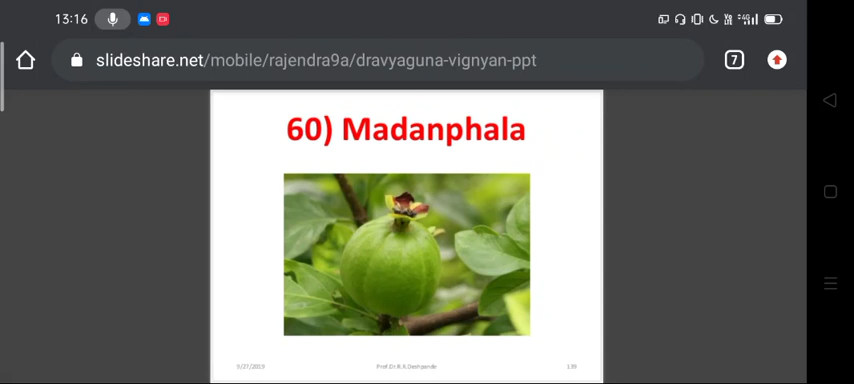 13:16
slideshare.net/mobile/rajendra9a/dravyaguna-vignyan-ppt
7
60) Madanphala
9/27/2019
Prof.Dr.R.R.Deshpande
139